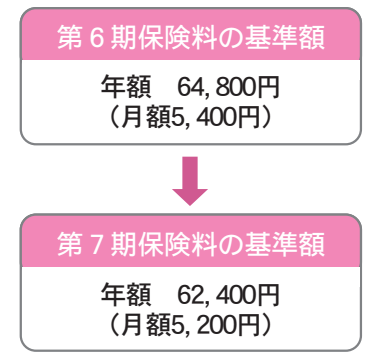 第6期保険料の基準額
年額　64,800円
（月額5,400円）
第7期保険料の基準額
年額　62,400円
（月額5,200円）